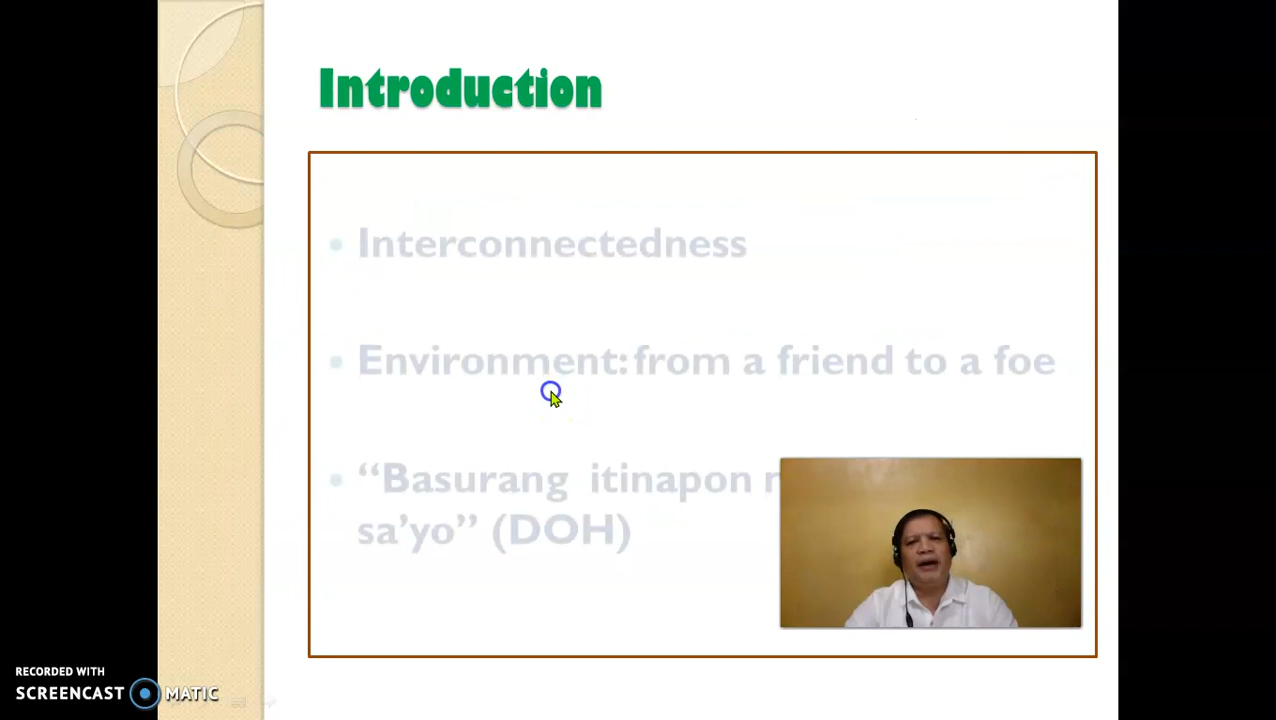 Introduction
• Interconnectedness
• Environment: from a friend to a foe
• “Basurang itinapon
sa’yo” (DOH)
RECORDED WITH
SCREENCAST MATIC